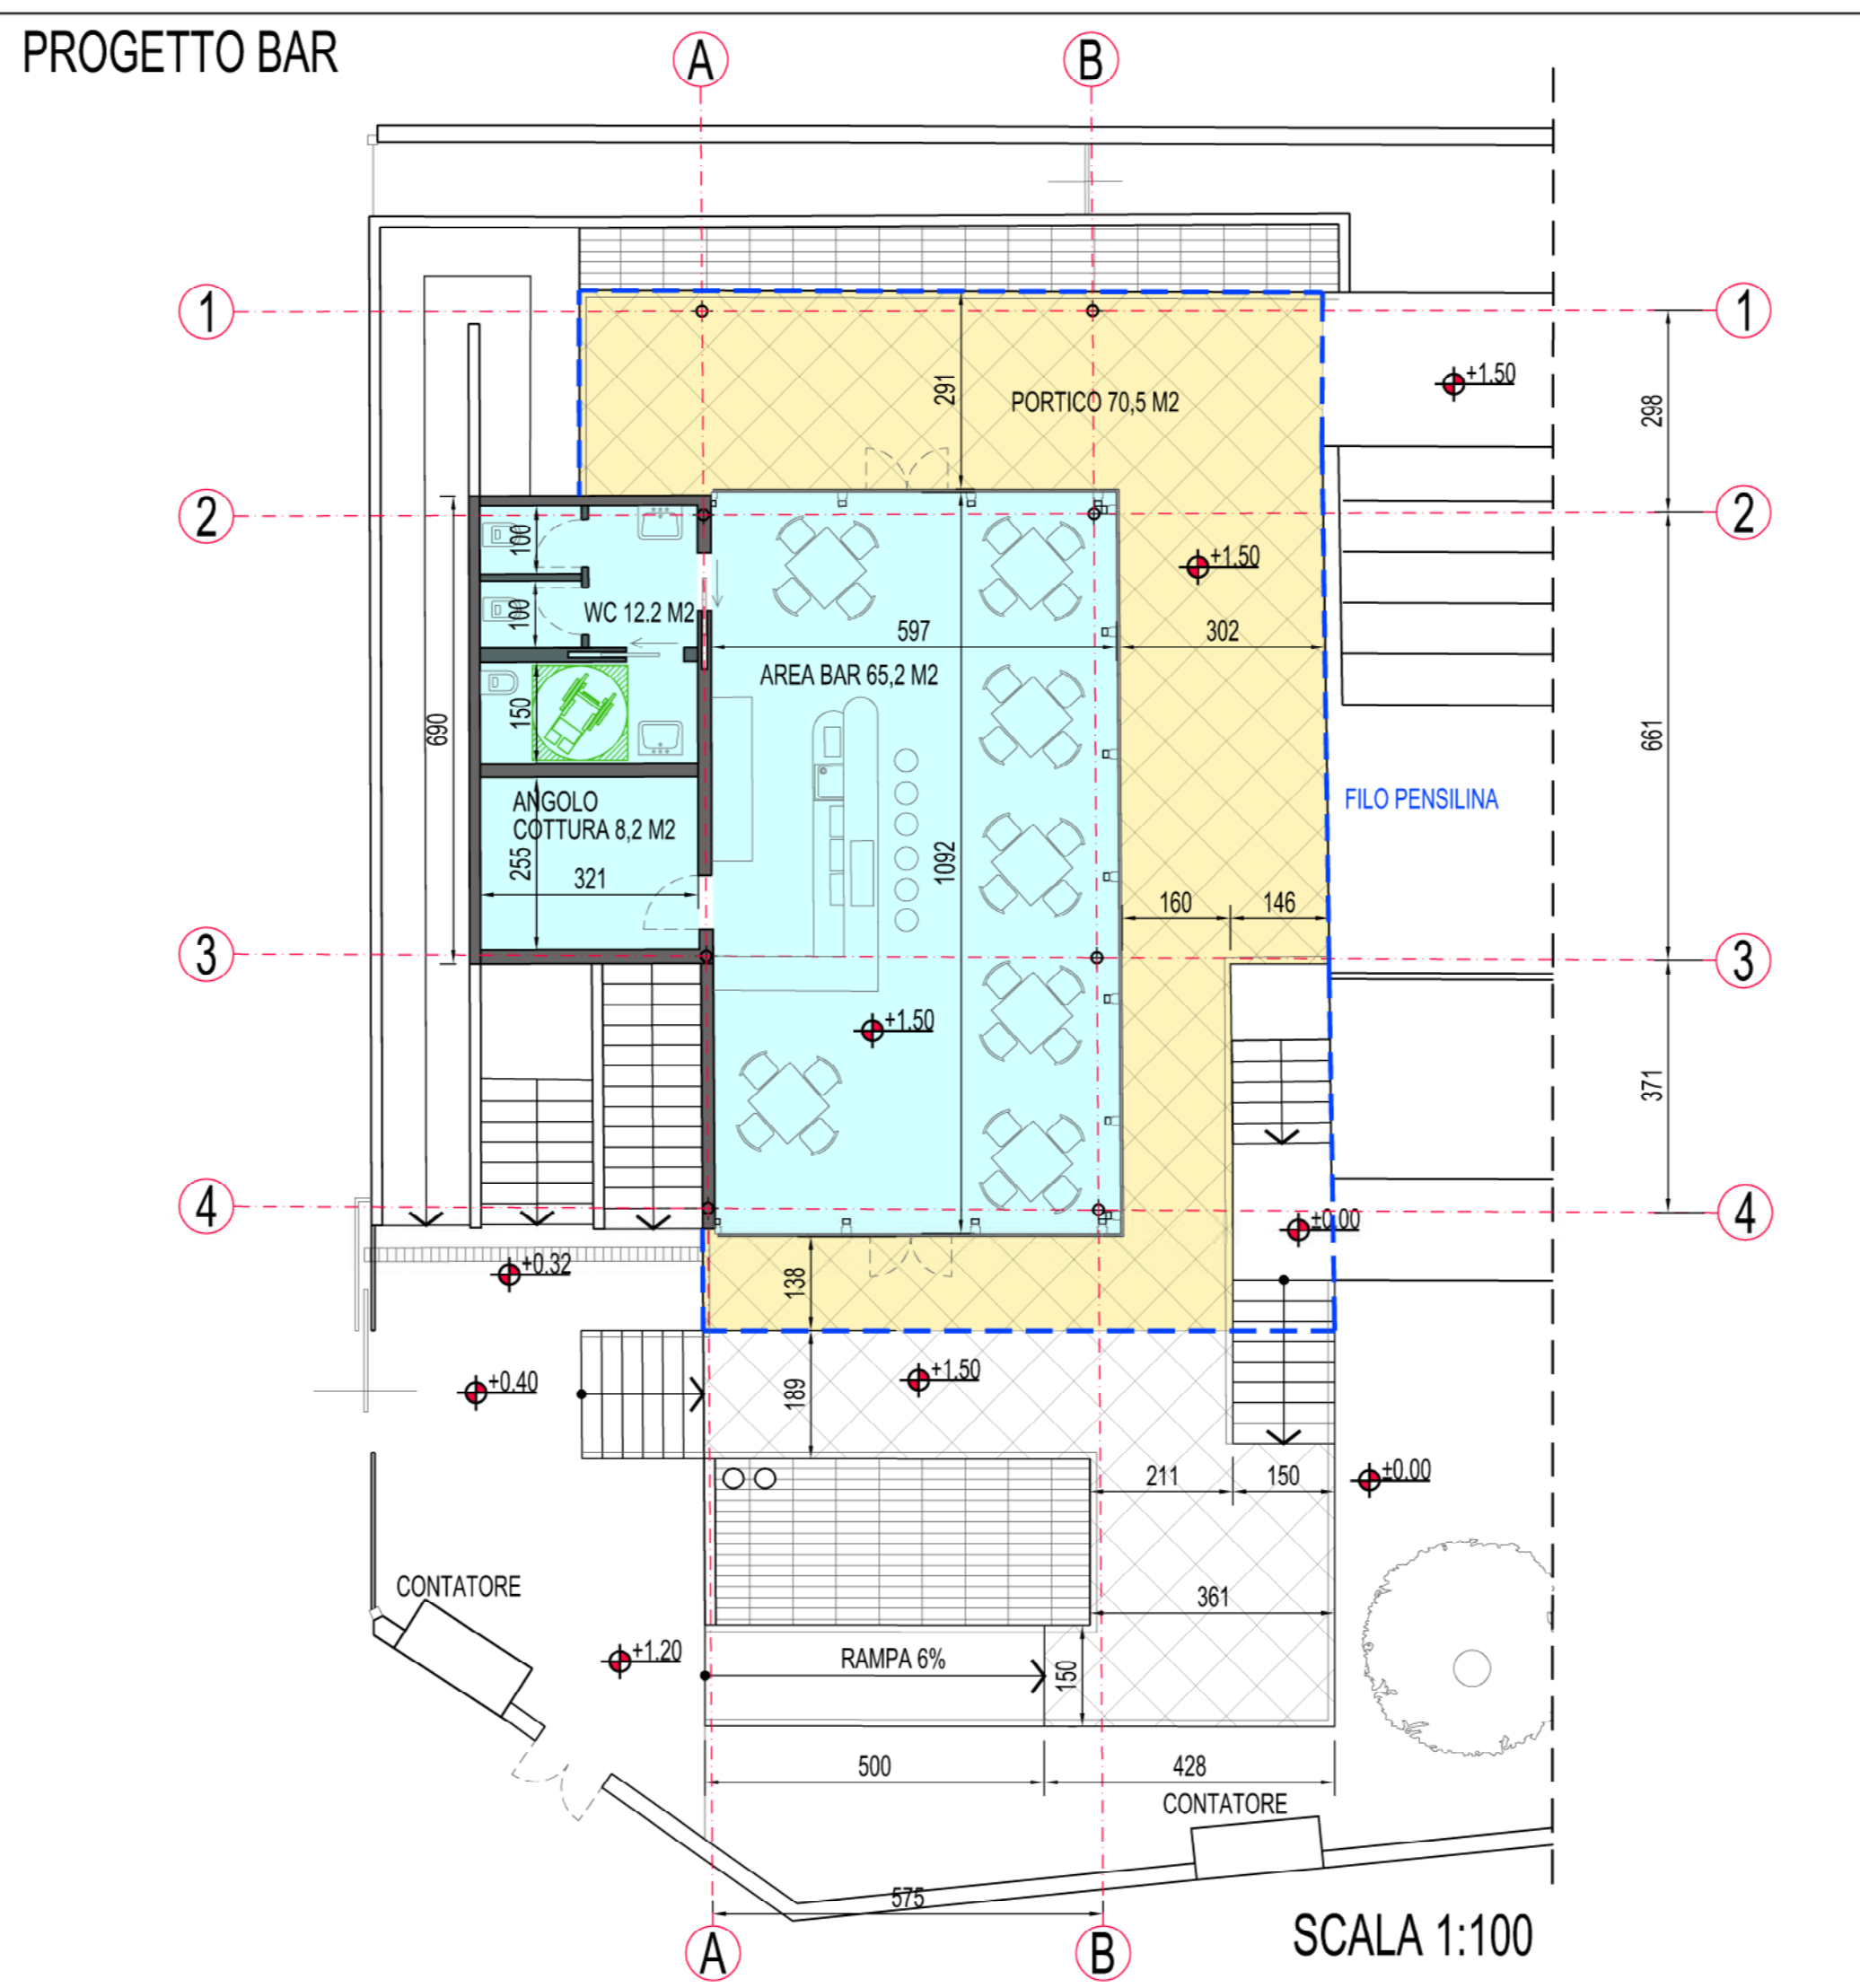 PROGETTO BAR
A
B
1
1
+1.50
298
291
PORTICO 70,5 M2
2
2
100
+1.50
100
WC 12.2 M2
597
302
AREA BAR 65,2 M2
690
150
661
ANGOLO
COTTURA 8,2 M2
FILO PENSILINA
255
321
1092
160
146
3
3
+1.50
371
4
4
±0.00
+0.32
138
+0.40
+1.50
189
211
150
±0.00
CONTATORE
361
+1.20
RAMPA 6%
150
500
428
CONTATORE
575
A
B
SCALA 1:100